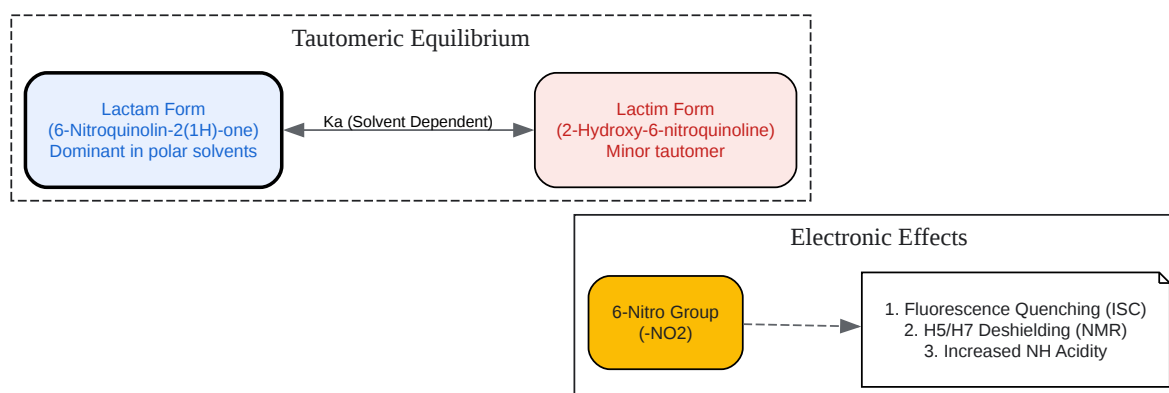 Tautomeric Equilibrium
Lactam Form
(6-Nitroquinolin-2(1H)-one)
Dominant in polar solvents
Ka (Solvent Dependent)
Lactim Form
(2-Hydroxy-6-nitroquinoline)
Minor tautomer
Electronic Effects
6-Nitro Group
(-NO2)
1. Fluorescence Quenching (ISC)
2. H5/H7 Deshielding (NMR)
3. Increased NH Acidity